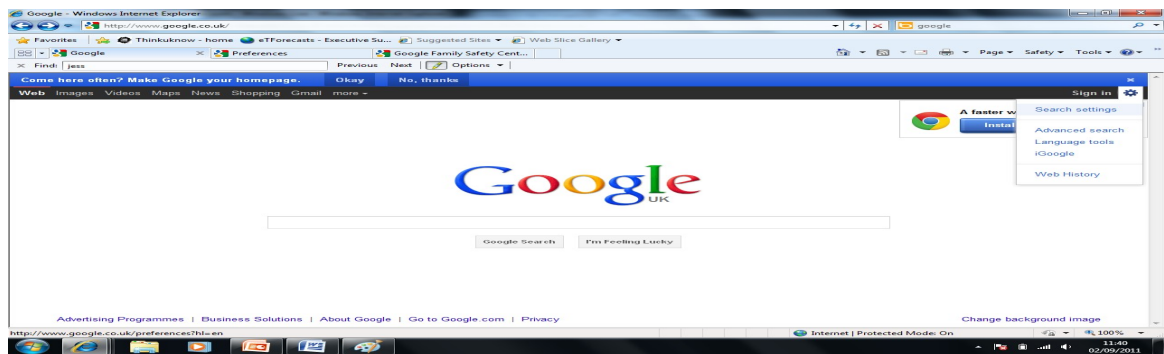 Google - Windows Internet Explorer
http://www.google.co.uk/ google
Favorites Thinkuknow - home eTForecasts - Executive Su... Suggested Sites Web Slice Gallery
Google Preferences Google Family Safety Cent... Page Safety Tools
Find: jess Previous Next Options
Come here often? Make Google your homepage. Okay No, thanks
Web Images Videos Maps News Shopping Gmail more Sign in
A faster w Search settings
Instal
Advanced search
Language tools
iGoogle
Web History
Google
UK
Google Search I'm Feeling Lucky
Advertising Programmes | Business Solutions | About Google | Go to Google.com | Privacy Change background image
http://www.google.co.uk/preferences?hl=en Internet | Protected Mode: On 100%
11:40
02/09/2011